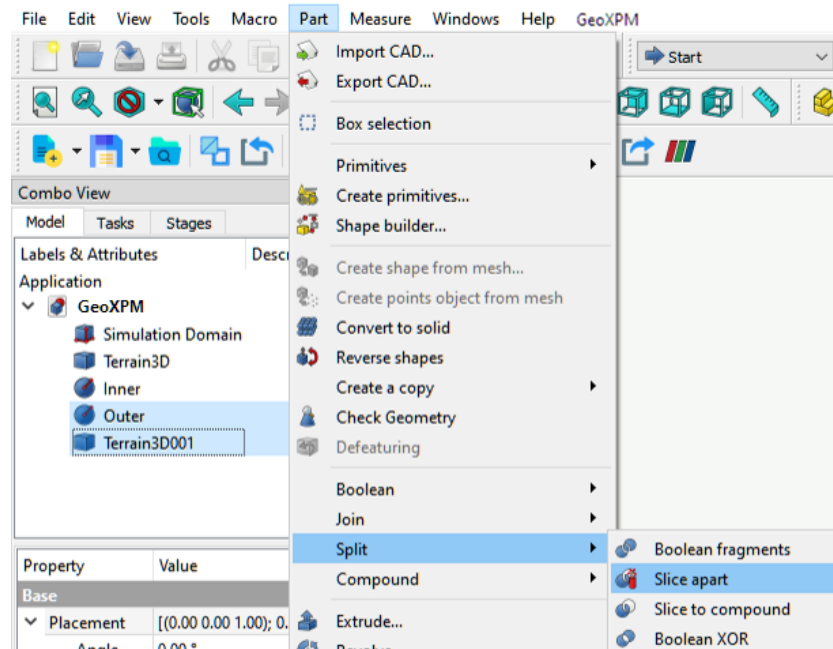 File Edit View Tools Macro Part Measure Windows Help GeoXPM
Import CAD...
Start
Export CAD...
Box selection
Primitives
Combo View
Create primitives...
Model Tasks Stages
Shape builder...
Labels & Attributes
Create shape from mesh...
Application
Create points object from mesh
GeoXPM
Convert to solid
Simulation Domain
Reverse shapes
Terrain3D
Create a copy
Inner
Check Geometry
Outer
Defeaturing
Terrain3D001
Boolean
Join
Split
Boolean fragments
Property Value
Compound
Slice apart
Base
Slice to compound
Placement [(0.00 0.00 1.00); 0.
Extrude...
Boolean XOR